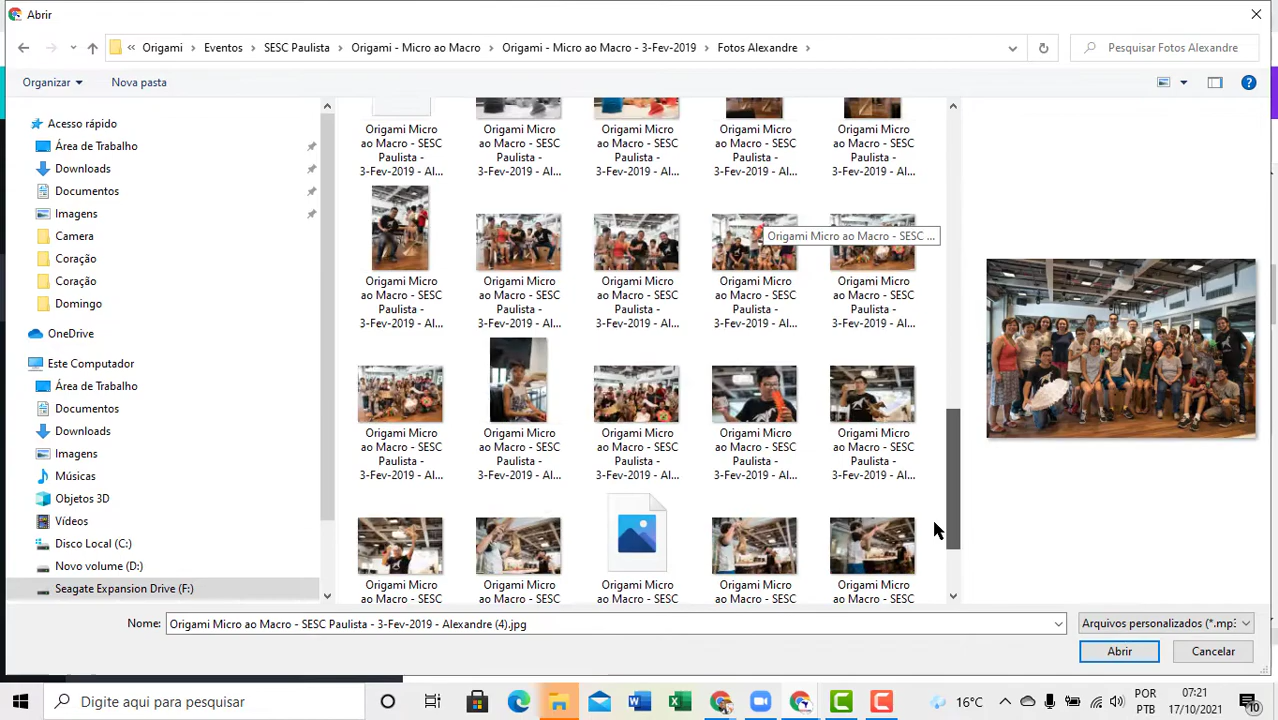 Abrir
« Origami › Eventos › SESC Paulista › Origami - Micro ao Macro › Origami - Micro ao Macro - 3-Fev-2019 › Fotos Alexandre ›
Pesquisar Fotos Alexandre
Organizar
Nova pasta
Acesso rápido
Área de Trabalho
Downloads
Documentos
Imagens
Camera
Coração
Coração
Domingo
OneDrive
Este Computador
Área de Trabalho
Documentos
Downloads
Imagens
Músicas
Objetos 3D
Vídeos
Disco Local (C:)
Novo volume (D:)
Seagate Expansion Drive (F:)
Origami Micro Origami Micro Origami Micro Origami Micro Origami Micro
ao Macro - SESC ao Macro - SESC ao Macro - SESC ao Macro - SESC ao Macro - SESC
Paulista - Paulista - Paulista - Paulista - Paulista -
3-Fev-2019 - Al... 3-Fev-2019 - Al... 3-Fev-2019 - Al... 3-Fev-2019 - Al... 3-Fev-2019 - Al...
Origami Micro ao Macro - SESC ...
Origami Micro Origami Micro Origami Micro Origami Micro Origami Micro
ao Macro - SESC ao Macro - SESC ao Macro - SESC ao Macro - SESC ao Macro - SESC
Paulista - Paulista - Paulista - Paulista - Paulista -
3-Fev-2019 - Al... 3-Fev-2019 - Al... 3-Fev-2019 - Al... 3-Fev-2019 - Al... 3-Fev-2019 - Al...
Origami Micro Origami Micro Origami Micro Origami Micro Origami Micro
ao Macro - SESC ao Macro - SESC ao Macro - SESC ao Macro - SESC ao Macro - SESC
Paulista - Paulista - Paulista - Paulista - Paulista -
3-Fev-2019 - Al... 3-Fev-2019 - Al... 3-Fev-2019 - Al... 3-Fev-2019 - Al... 3-Fev-2019 - Al...
Origami Micro Origami Micro Origami Micro Origami Micro Origami Micro
ao Macro - SESC ao Macro - SESC ao Macro - SESC ao Macro - SESC ao Macro - SESC
Nome: Origami Micro ao Macro - SESC Paulista - 3-Fev-2019 - Alexandre (4).jpg
Arquivos personalizados (*.mp:
Abrir
Cancelar
Digite aqui para pesquisar
16°C
POR
PTB
07:21
17/10/2021
10